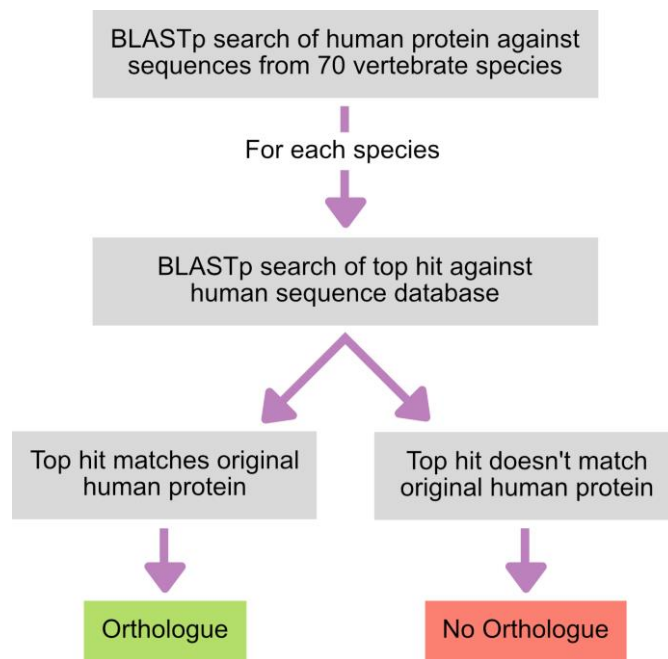 BLASTp search of human protein against
sequences from 70 vertebrate species
For each species
BLASTp search of top hit against
human sequence database
Top hit matches original
human protein
Top hit doesn't match
original human protein
Orthologue
No Orthologue